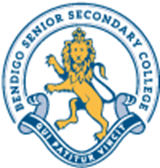 BENDIGO SENIOR SECONDARY COLLEGE
QUI PATITUR VINCIT